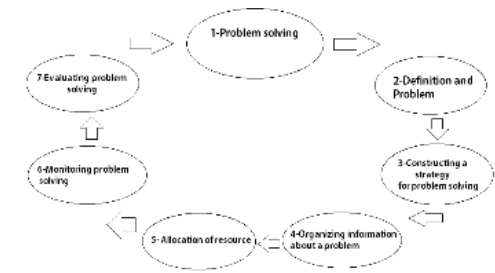 1-Problem solving
2-Definition and
Problem
3-Constructing a
strategy
for problem solving
4-Organizing information
about a problem
5- Allocation of resource
6-Monitoring problem
solving
7-Evaluating problem
solving